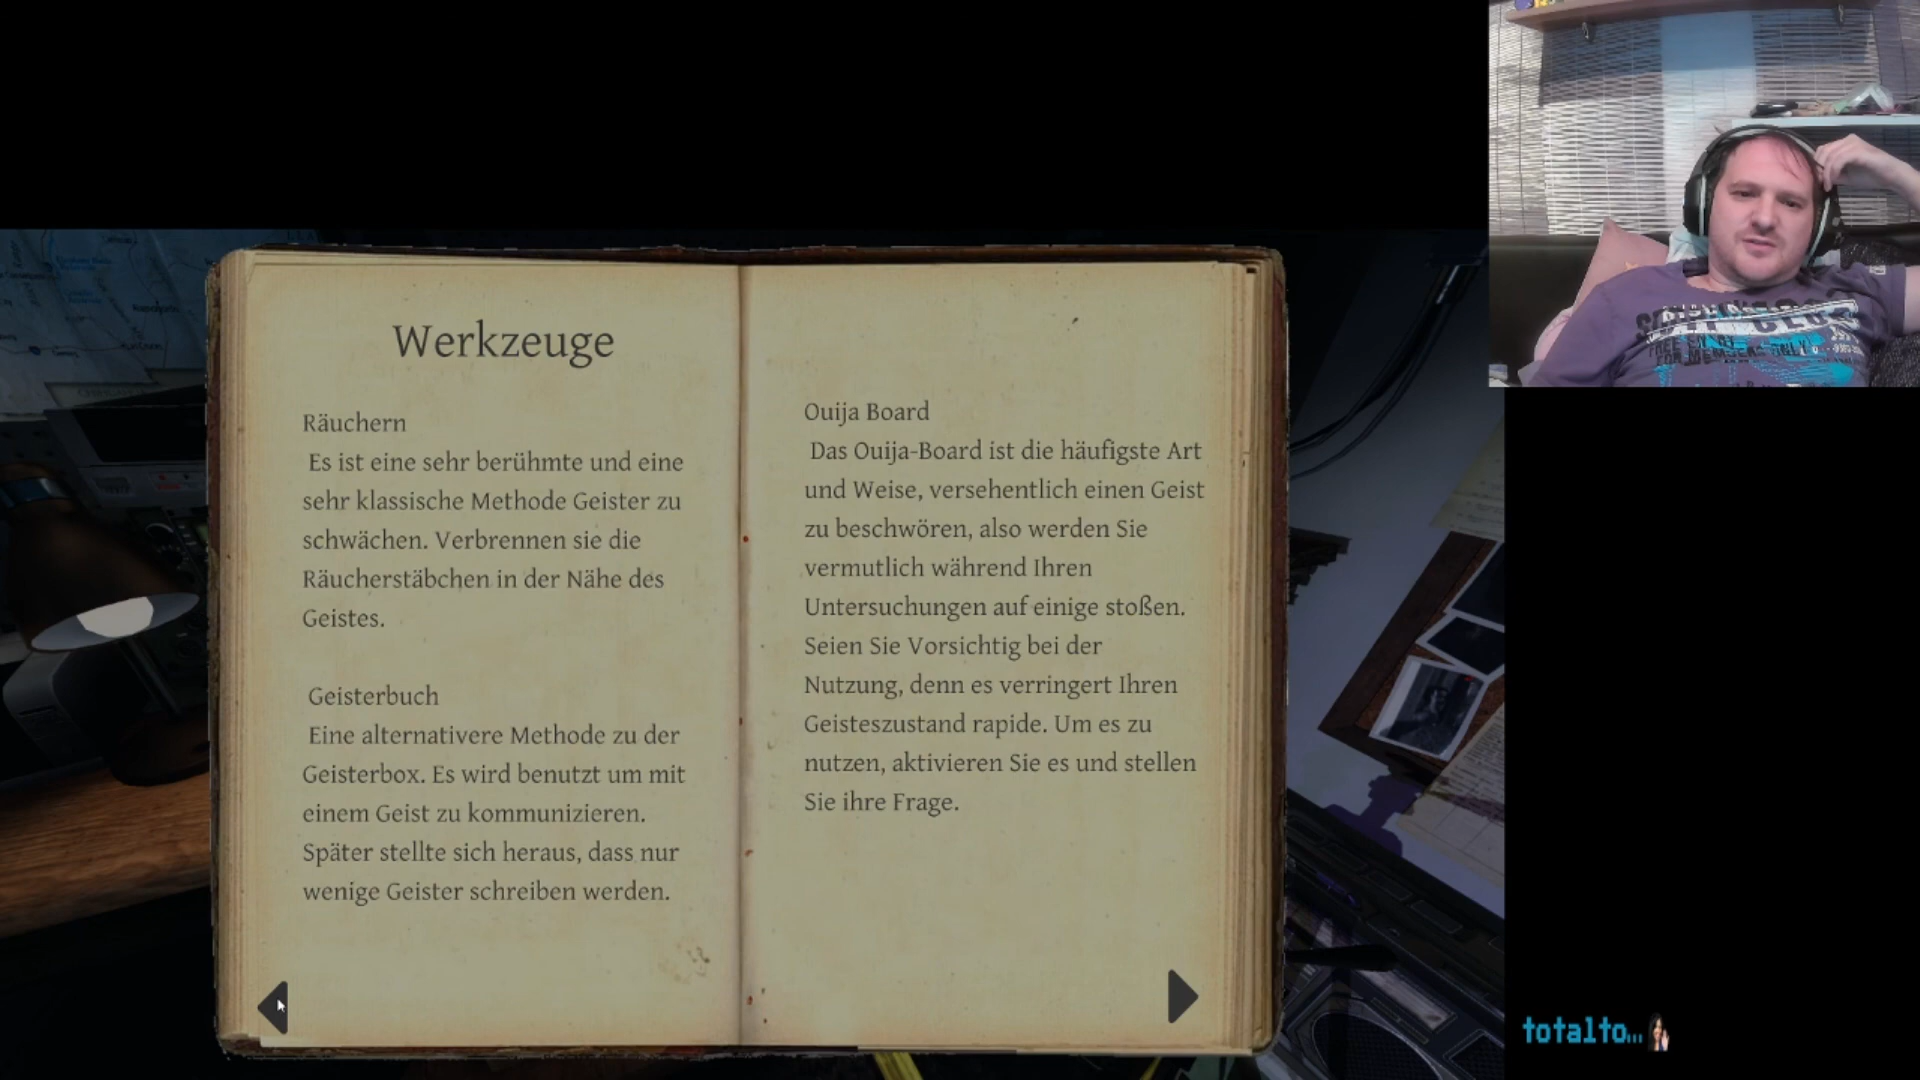 Werkzeuge
Räuchern
Es ist eine sehr berühmte und eine
sehr klassische Methode Geister zu
schwächen. Verbrennen sie die
Räucherstäbchen in der Nähe des
Geistes.
Geisterbuch
Eine alternativere Methode zu der
Geisterbox. Es wird benutzt um mit
einem Geist zu kommunizieren.
Später stellte sich heraus, dass nur
wenige Geister schreiben werden.
Ouija Board
Das Ouija-Board ist die häufigste Art
und Weise, versehentlich einen Geist
zu beschwören, also werden Sie
vermutlich während Ihren
Untersuchungen auf einige stoßen.
Seien Sie Vorsichtig bei der
Nutzung, denn es verringert Ihren
Geisteszustand rapide. Um es zu
nutzen, aktivieren Sie es und stellen
Sie ihre Frage.
totalto...